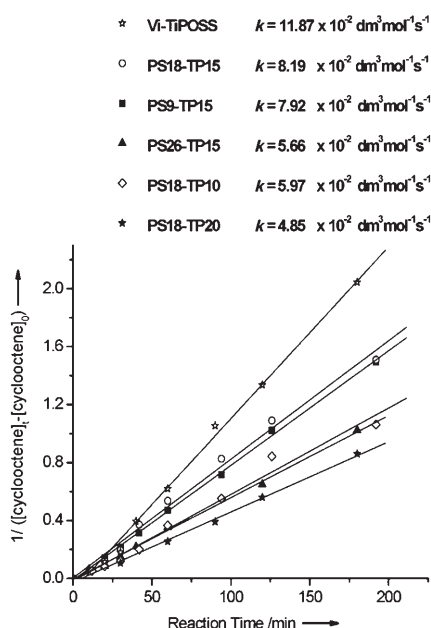 Vi-TiPOSS k = 11.87 x 10⁻² dm³mol⁻¹s⁻¹
PS18-TP15 k = 8.19 x 10⁻² dm³mol⁻¹s⁻¹
PS9-TP15 k = 7.92 x 10⁻² dm³mol⁻¹s⁻¹
PS26-TP15 k = 5.66 x 10⁻² dm³mol⁻¹s⁻¹
PS18-TP10 k = 5.97 x 10⁻² dm³mol⁻¹s⁻¹
PS18-TP20 k = 4.85 x 10⁻² dm³mol⁻¹s⁻¹
1/ ([cyclooctene]ₜ-[cyclooctene]₀)
2.0
1.6
1.2
0.8
0.4
0.0
0 50 100 150 200
Reaction Time /min